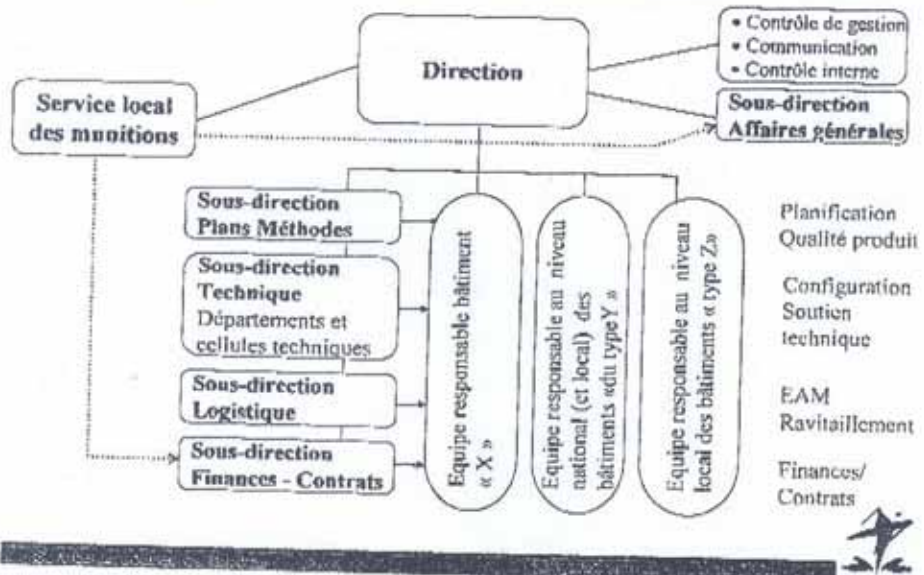 • Contrôle de gestion
• Communication
• Contrôle interne
Direction
Service local
des munitions
Sous-direction
Affaires générales
Sous-direction
Plans Méthodes
Sous-direction
Technique
Départements et
cellules techniques
Sous-direction
Logistique
Sous-direction
Finances - Contrats
Equipe responsable bâtiment
« X »
Equipe responsable au niveau
national (et local) des
bâtiments «du type Y »
Equipe responsable au niveau
local des bâtiments « type Z»
Planification
Qualité produit
Configuration
Soutien
technique
EAM
Ravitaillement
Finances/
Contrats